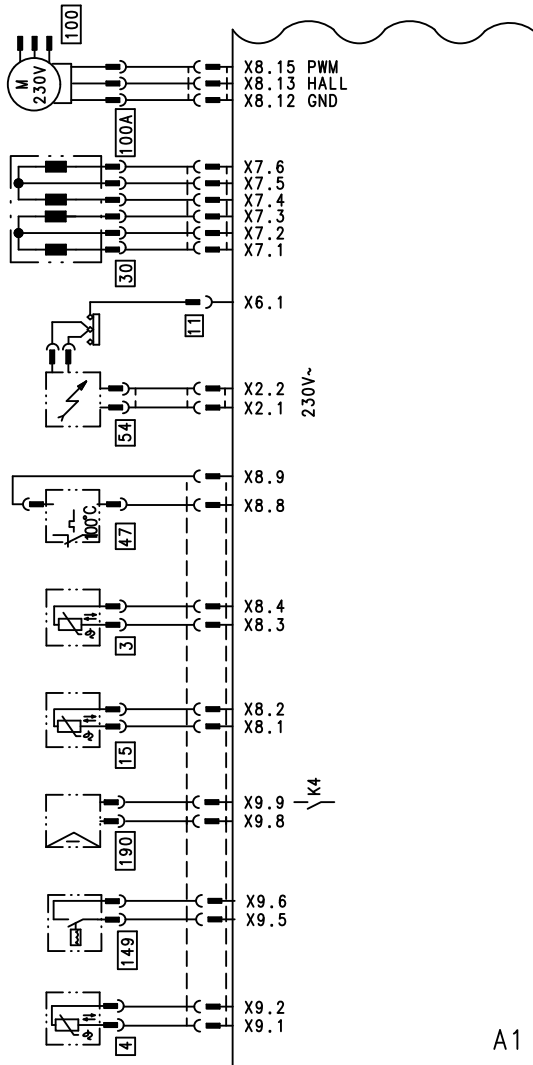 100
M
230V
X8.15 PWM
X8.13 HALL
X8.12 GND
100A
X7.6
X7.5
X7.4
X7.3
X7.2
X7.1
30
X6.1
11
X2.2
X2.1
230V~
54
X8.9
X8.8
100°C
47
X8.4
X8.3
3
X8.2
X8.1
15
X9.9
K4
X9.8
190
X9.6
X9.5
149
X9.2
X9.1
4
A1